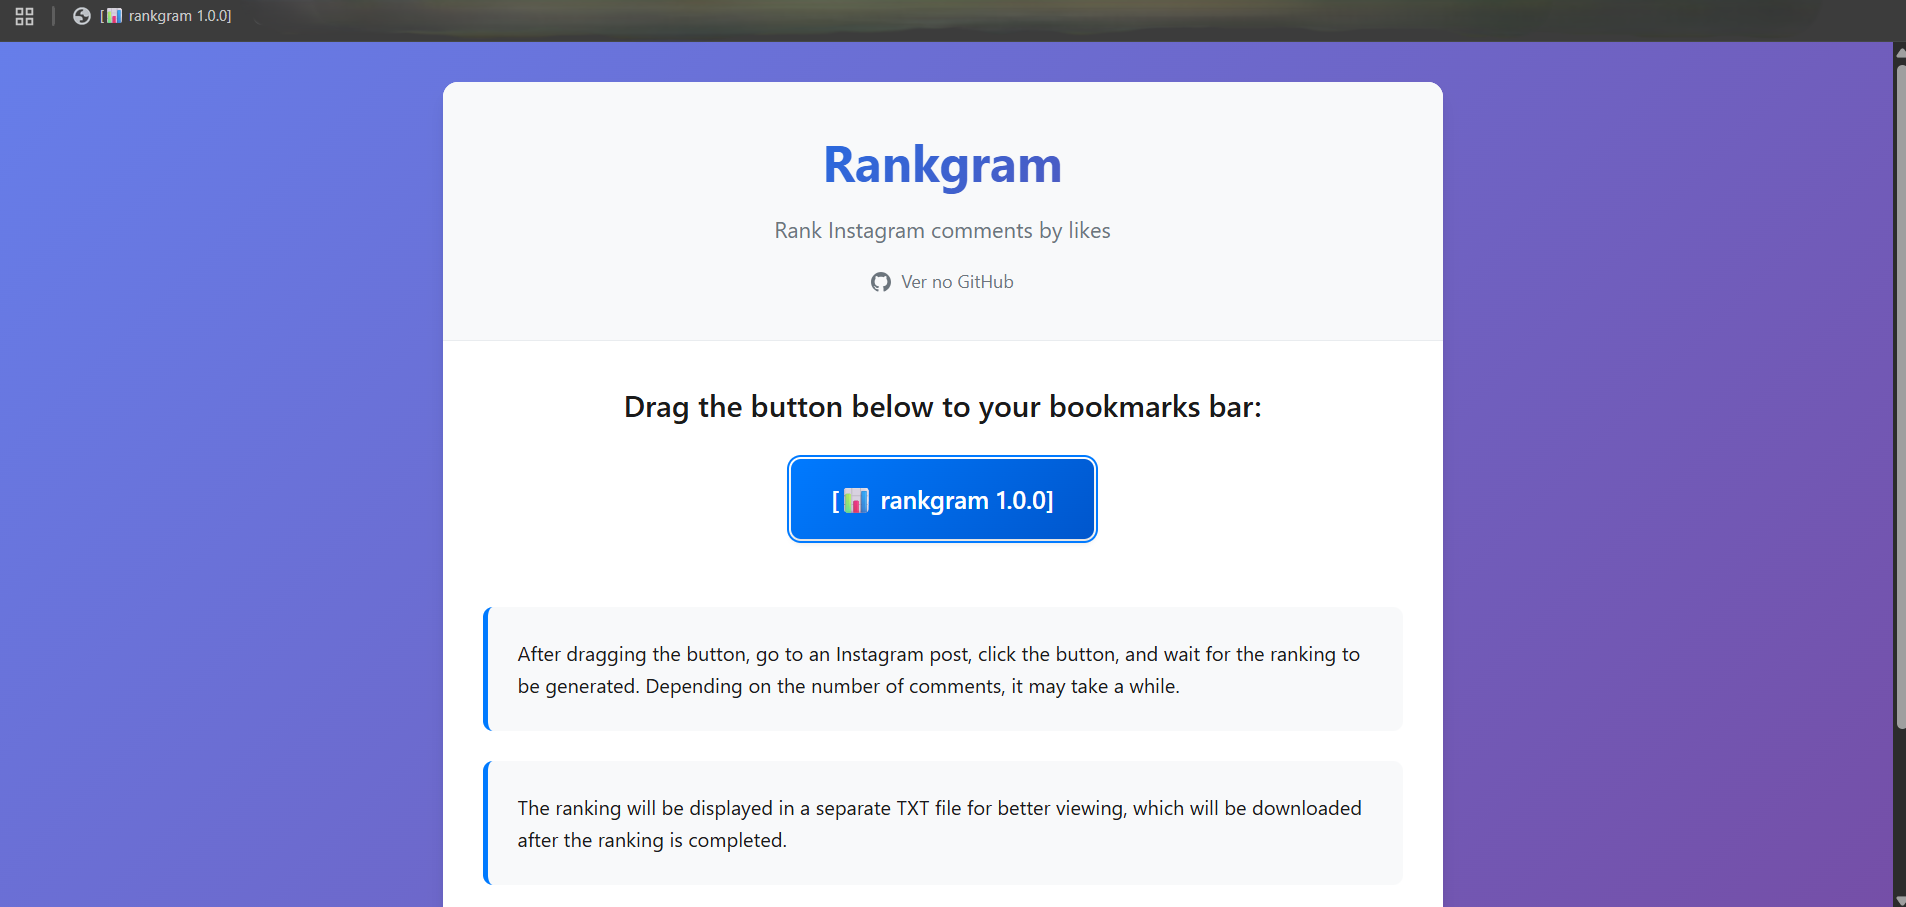 [📊 rankgram 1.0.0]
Rankgram
Rank Instagram comments by likes
Ver no GitHub
Drag the button below to your bookmarks bar:
[📊 rankgram 1.0.0]
After dragging the button, go to an Instagram post, click the button, and wait for the ranking to
be generated. Depending on the number of comments, it may take a while.
The ranking will be displayed in a separate TXT file for better viewing, which will be downloaded
after the ranking is completed.